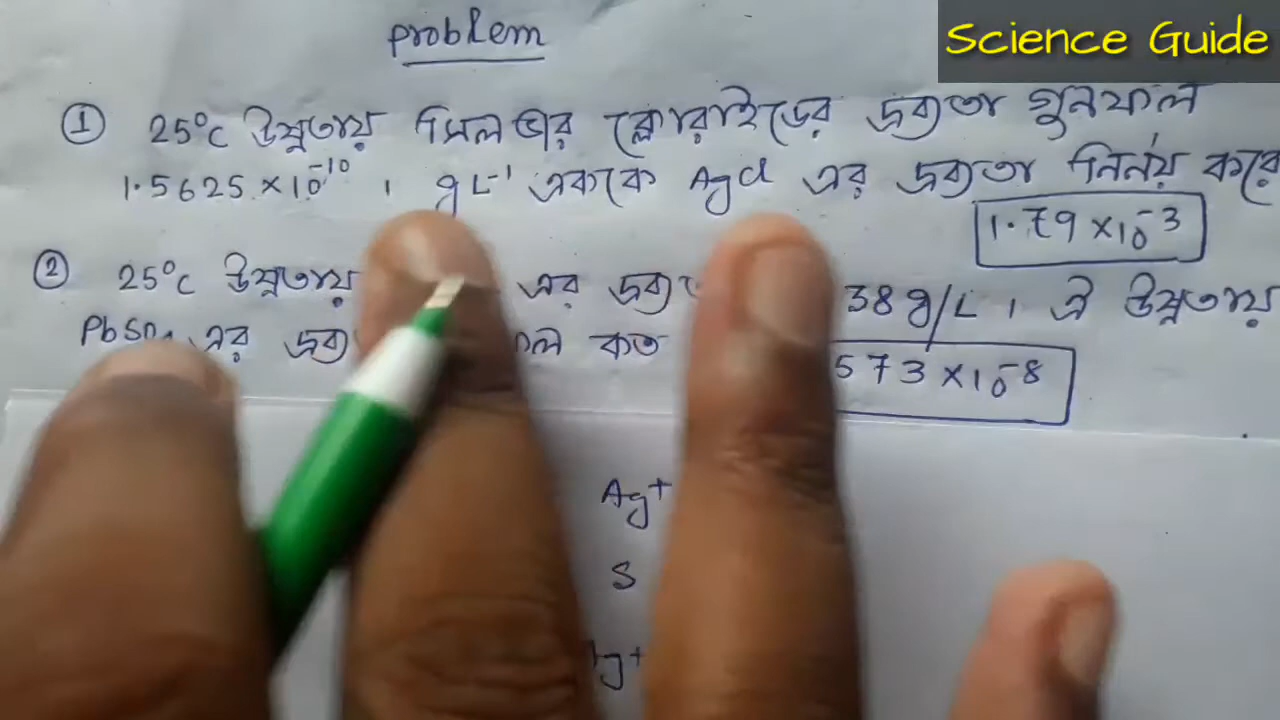 Science Guide
Problem
① 25°C উষ্ণতায় সিলভার ক্লোরাইডের দ্রাব্যতা গুনফল
1.5625 × 10⁻¹⁰ । g L⁻¹ এককে AgCl এর দ্রাব্যতা নির্নয় করো
1.79 × 10⁻³
② 25°C উষ্ণতায় এর 38 g/L । ঐ উষ্ণতায়
PbSO₄ এর কত
573 × 10⁻⁸
Ag⁺
S
Ag⁺